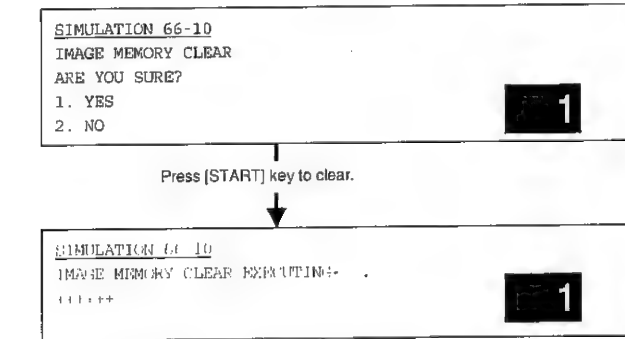 SIMULATION 66-10
IMAGE MEMORY CLEAR
ARE YOU SURE?
1. YES
2. NO
1
Press [START] key to clear.
SIMULATION 66-10
IMAGE MEMORY CLEAR EXECUTING
1